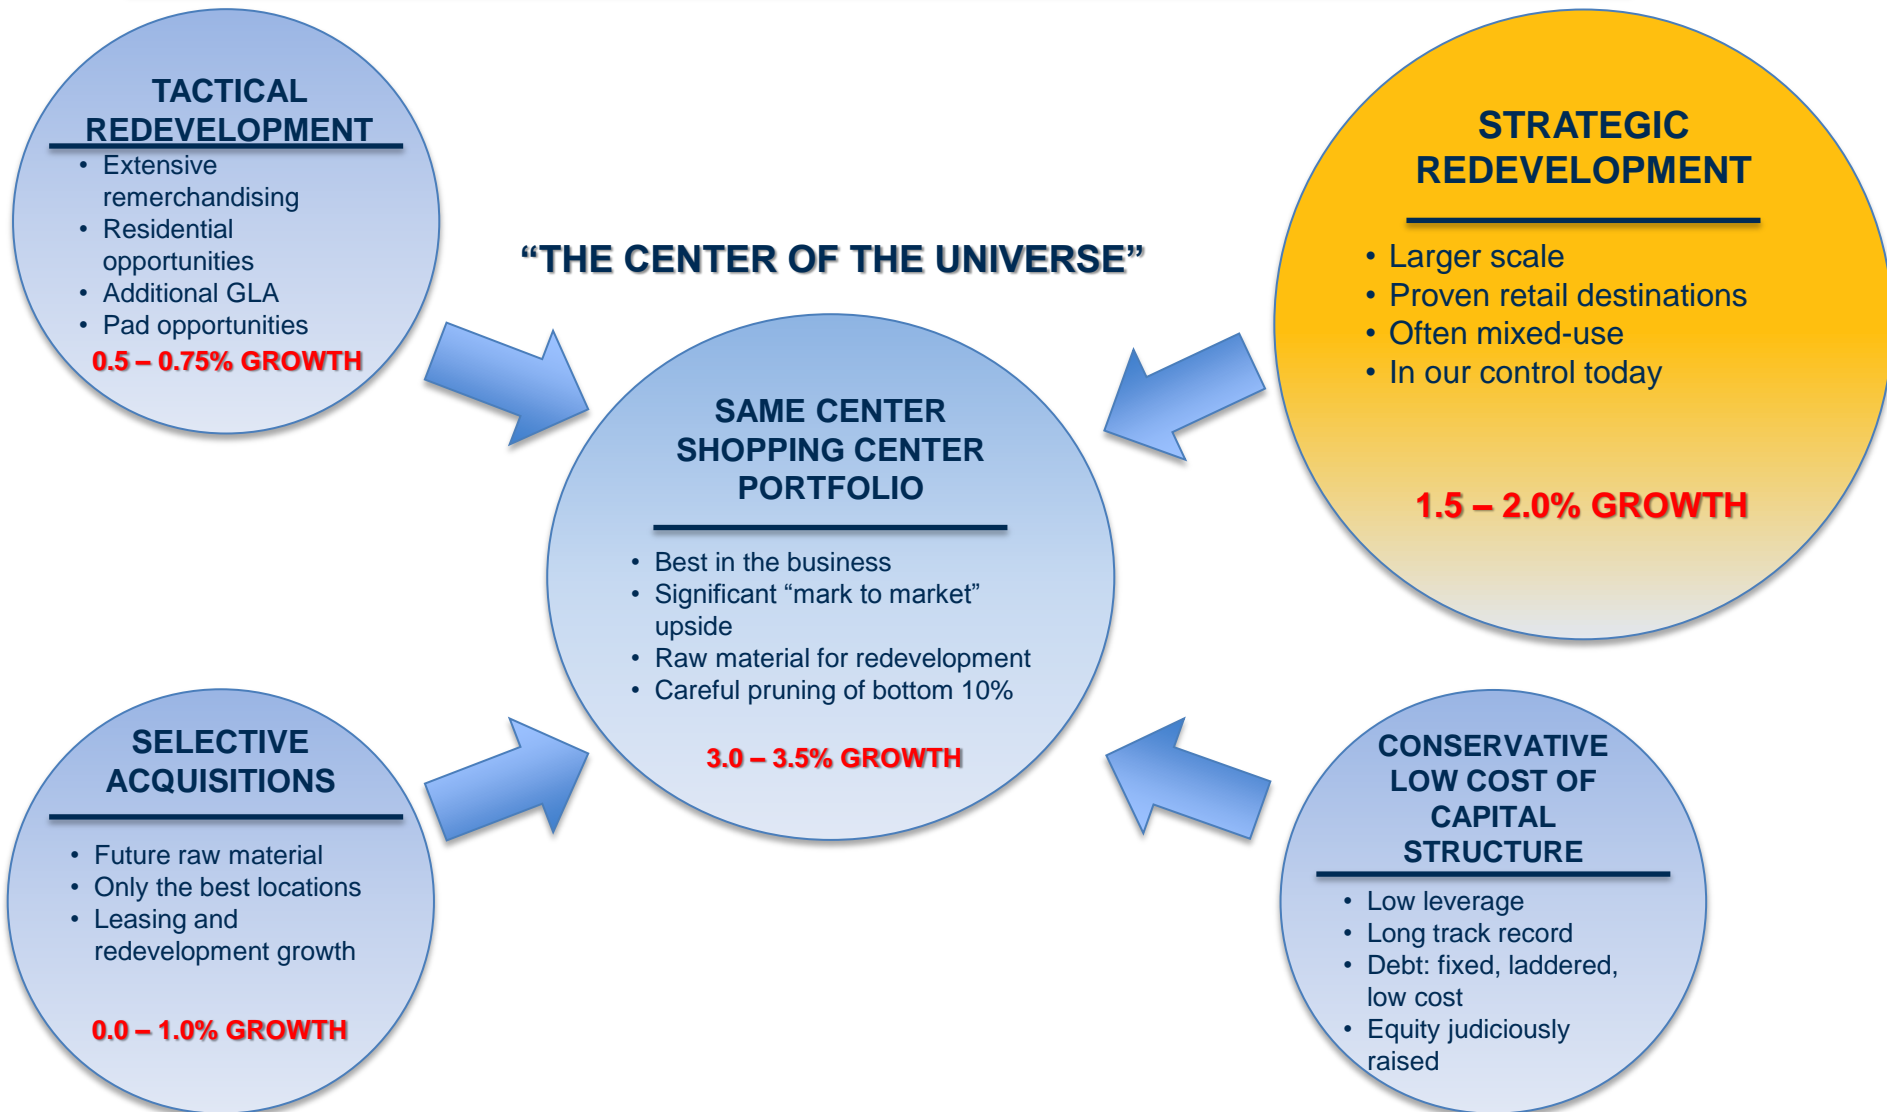 TACTICAL
REDEVELOPMENT
• Extensive
remerchandising
• Residential
opportunities
• Additional GLA
• Pad opportunities
0.5 – 0.75% GROWTH
STRATEGIC
REDEVELOPMENT
• Larger scale
• Proven retail destinations
• Often mixed-use
• In our control today
1.5 – 2.0% GROWTH
“THE CENTER OF THE UNIVERSE”
SAME CENTER
SHOPPING CENTER
PORTFOLIO
• Best in the business
• Significant “mark to market”
upside
• Raw material for redevelopment
• Careful pruning of bottom 10%
3.0 – 3.5% GROWTH
SELECTIVE
ACQUISITIONS
• Future raw material
• Only the best locations
• Leasing and
redevelopment growth
0.0 – 1.0% GROWTH
CONSERVATIVE
LOW COST OF
CAPITAL
STRUCTURE
• Low leverage
• Long track record
• Debt: fixed, laddered,
low cost
• Equity judiciously
raised